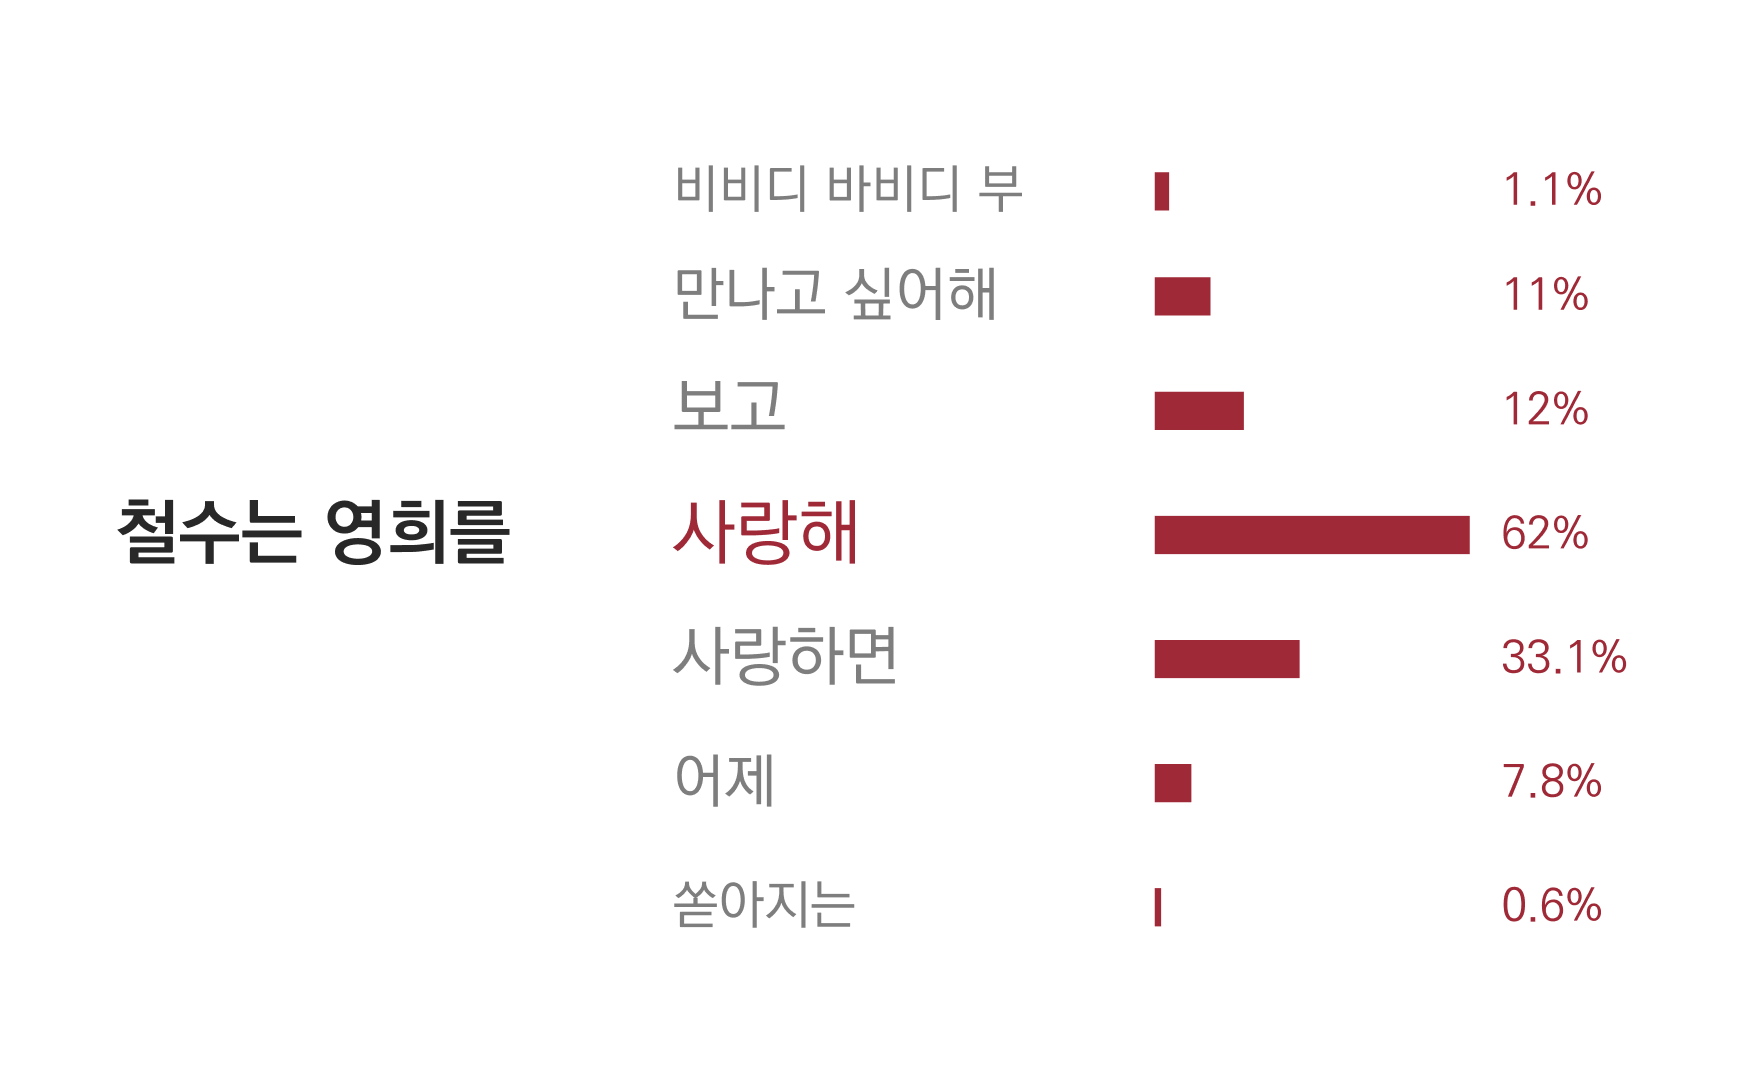 비비디 바비디 부 1.1%
만나고 싶어해 11%
보고 12%
철수는 영희를 사랑해 62%
사랑하면 33.1%
어제 7.8%
쏟아지는 0.6%